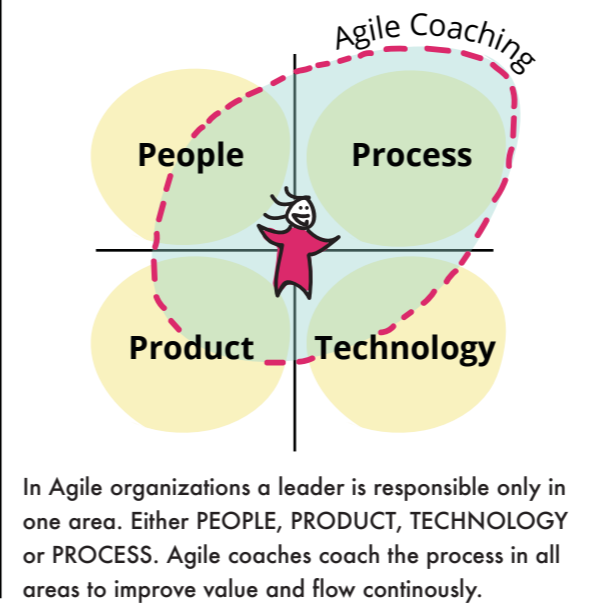 Agile Coaching
People
Process
Product
Technology
In Agile organizations a leader is responsible only in
one area. Either PEOPLE, PRODUCT, TECHNOLOGY
or PROCESS. Agile coaches coach the process in all
areas to improve value and flow continously.